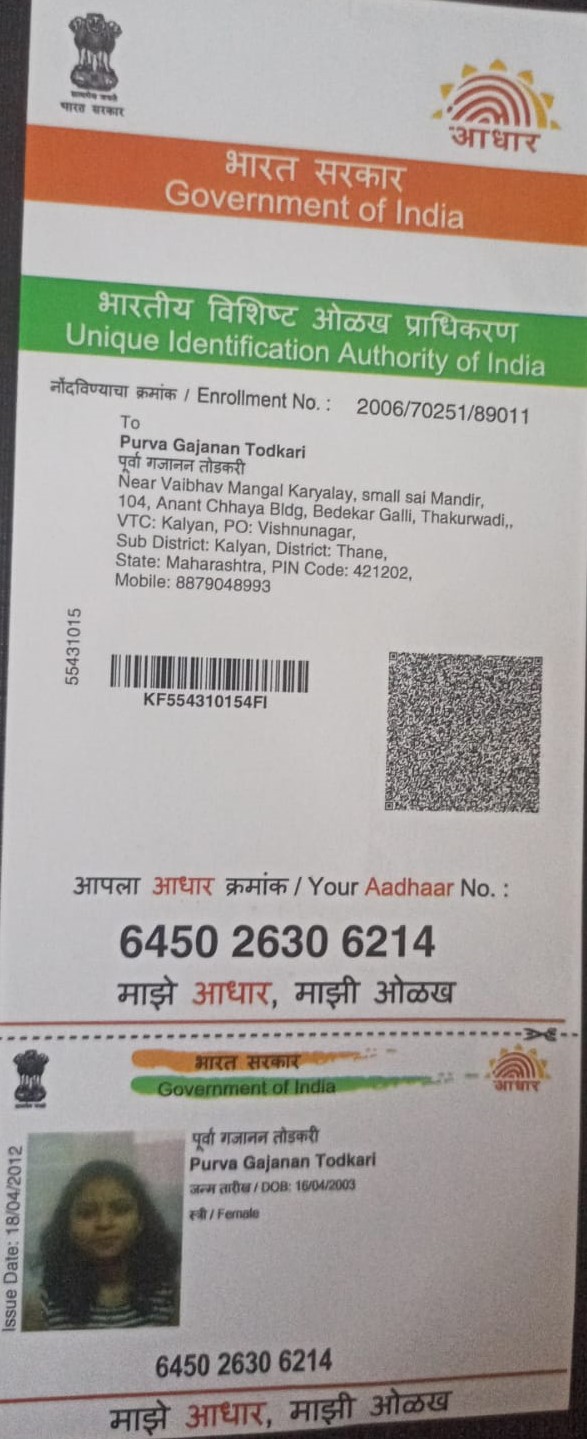 भारत सरकार
आधार
भारत सरकार
Government of India
भारतीय विशिष्ट ओळख प्राधिकरण
Unique Identification Authority of India
नोंदविण्याचा क्रमांक / Enrollment No. : 2006/70251/89011
To
Purva Gajanan Todkari
पूर्वा गजानन तोडकरी
Near Vaibhav Mangal Karyalay, small sai Mandir,
104, Anant Chhaya Bldg, Bedekar Galli, Thakurwadi,,
VTC: Kalyan, PO: Vishnunagar,
Sub District: Kalyan, District: Thane,
State: Maharashtra, PIN Code: 421202,
Mobile: 8879048993
55431015
KF554310154FI
आपला आधार क्रमांक / Your Aadhaar No. :
6450 2630 6214
माझे आधार, माझी ओळख
भारत सरकार
Government of India
आधार
Issue Date: 18/04/2012
पूर्वा गजानन तोडकरी
Purva Gajanan Todkari
जन्म तारीख / DOB: 16/04/2003
स्त्री / Female
6450 2630 6214
माझे आधार, माझी ओळख